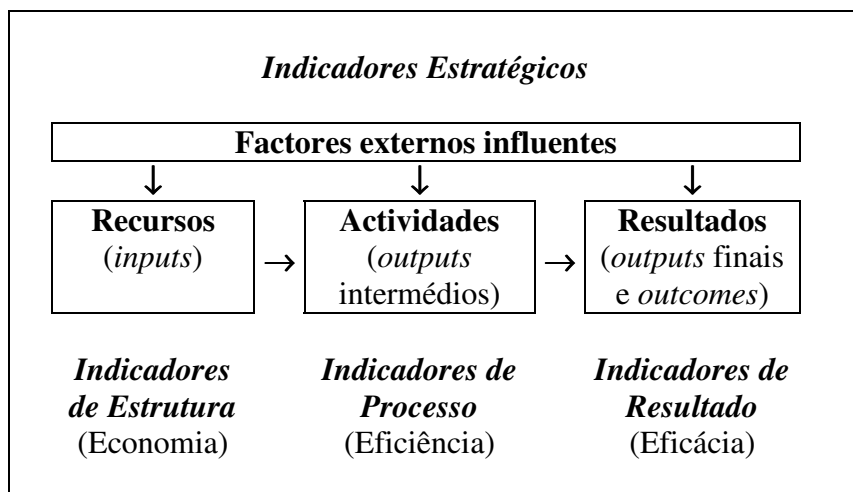 Indicadores Estratégicos
Factores externos influentes
↓ ↓ ↓
Recursos
(inputs)
→
Actividades
(outputs
intermédios)
→
Resultados
(outputs finais
e outcomes)
Indicadores
de Estrutura
(Economia)
Indicadores de
Processo
(Eficiência)
Indicadores de
Resultado
(Eficácia)